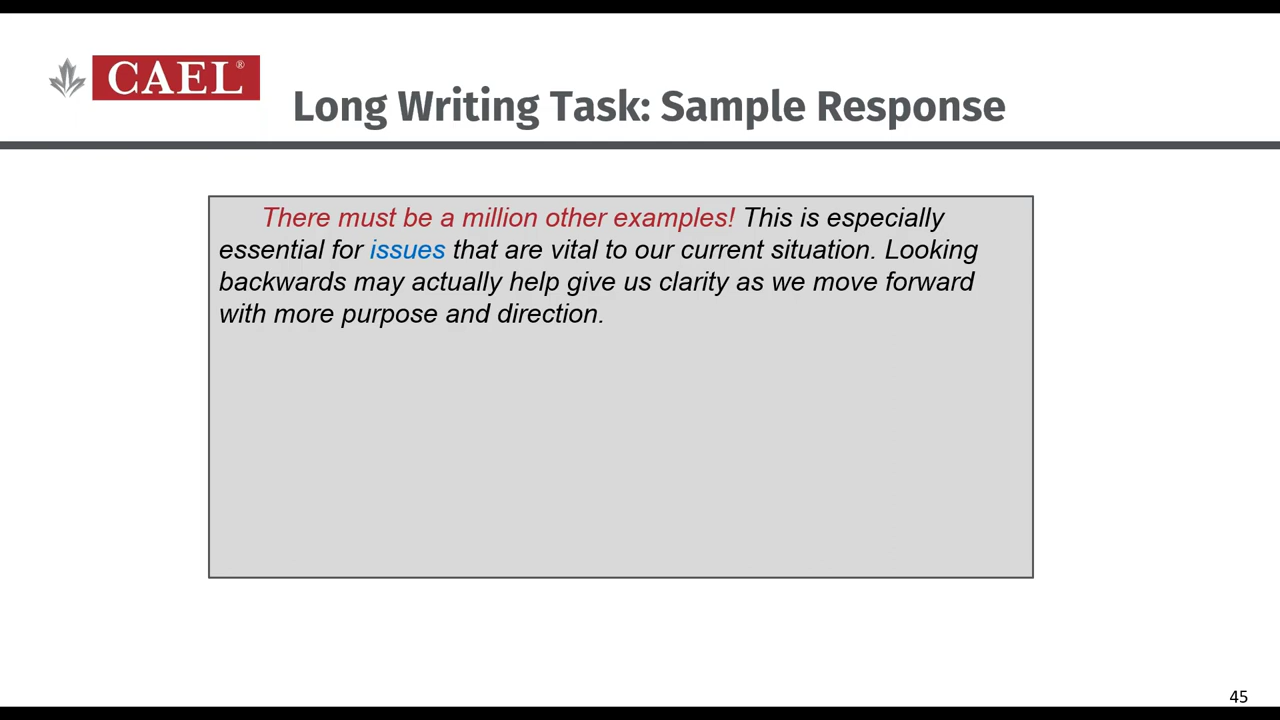 CAEL®
Long Writing Task: Sample Response
There must be a million other examples! This is especially
essential for issues that are vital to our current situation. Looking
backwards may actually help give us clarity as we move forward
with more purpose and direction.
45